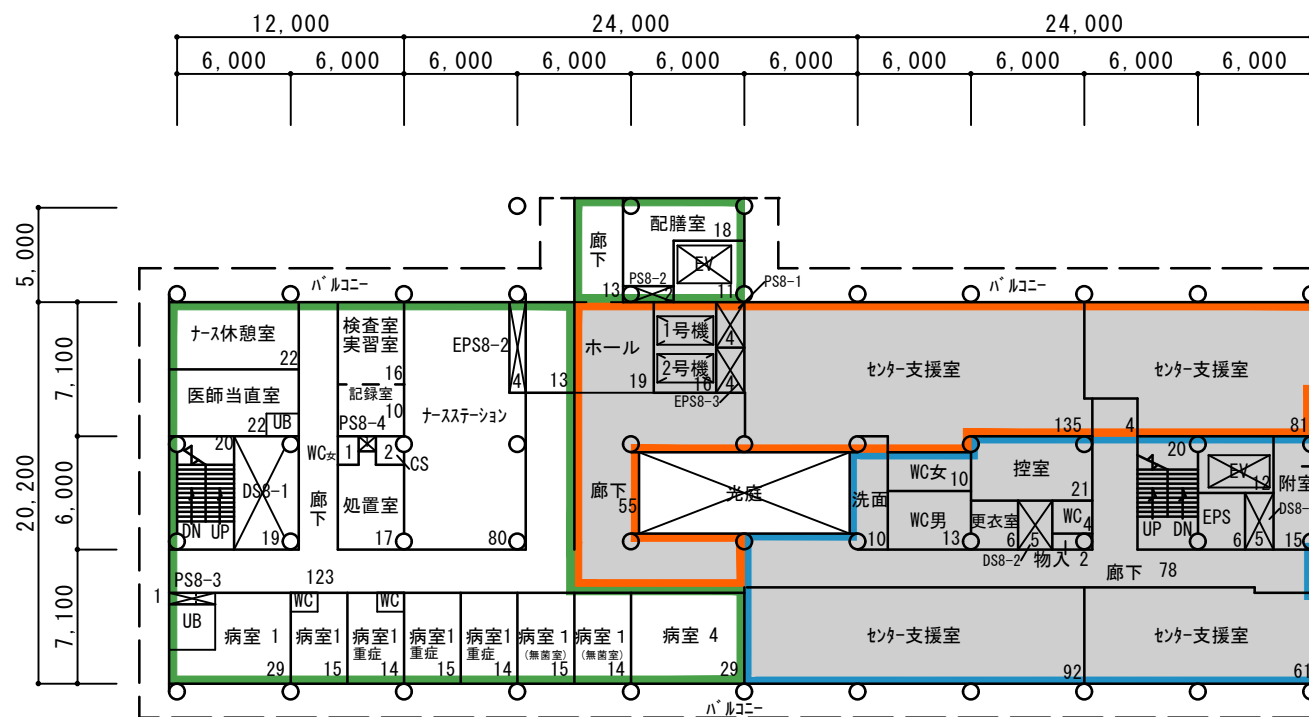 12,000
24,000
24,000
6,000
6,000
6,000
6,000
6,000
6,000
6,000
6,000
6,000
6,000
5,000
7,100
6,000
7,100
20,200
バルコニー
バルコニー
配膳室
18
廊下
13
PS8-2
2
EV
11
PS8-1
ナース休憩室
22
検査室
実習室
16
EPS8-2
4
13
ホール
19
1号機
2号機
16
4
4
EPS8-3
センター支援室
135
センター支援室
81
4
医師当直室
22
UB
記録室
10
PS8-4
1
2
CS
ナースステーション
80
20
DN
UP
DS8-1
19
WC女
廊下
処置室
17
廊下
55
光庭
洗面
10
WC女
10
WC男
13
控室
21
更衣室
6
5
DS8-2
WC
4
物入
2
20
UP
DN
EV
12
EPS
6
5
附室
DS8-
15
廊下
78
PS8-3
1
123
UB
病室 1
29
WC
病室1
15
WC
病室1
重症
14
病室1
重症
15
病室1
重症
14
病室 1
(無菌室)
15
病室 1
(無菌室)
14
病室 4
29
センター支援室
92
センター支援室
61
バルコニー